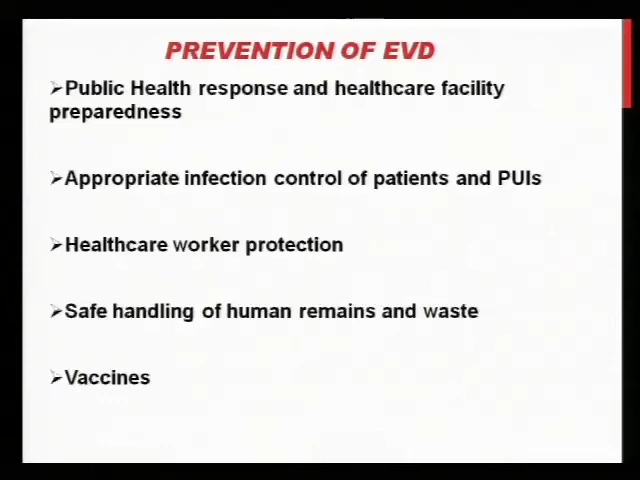 PREVENTION OF EVD
➢Public Health response and healthcare facility
preparedness
➢Appropriate infection control of patients and PUIs
➢Healthcare worker protection
➢Safe handling of human remains and waste
➢Vaccines